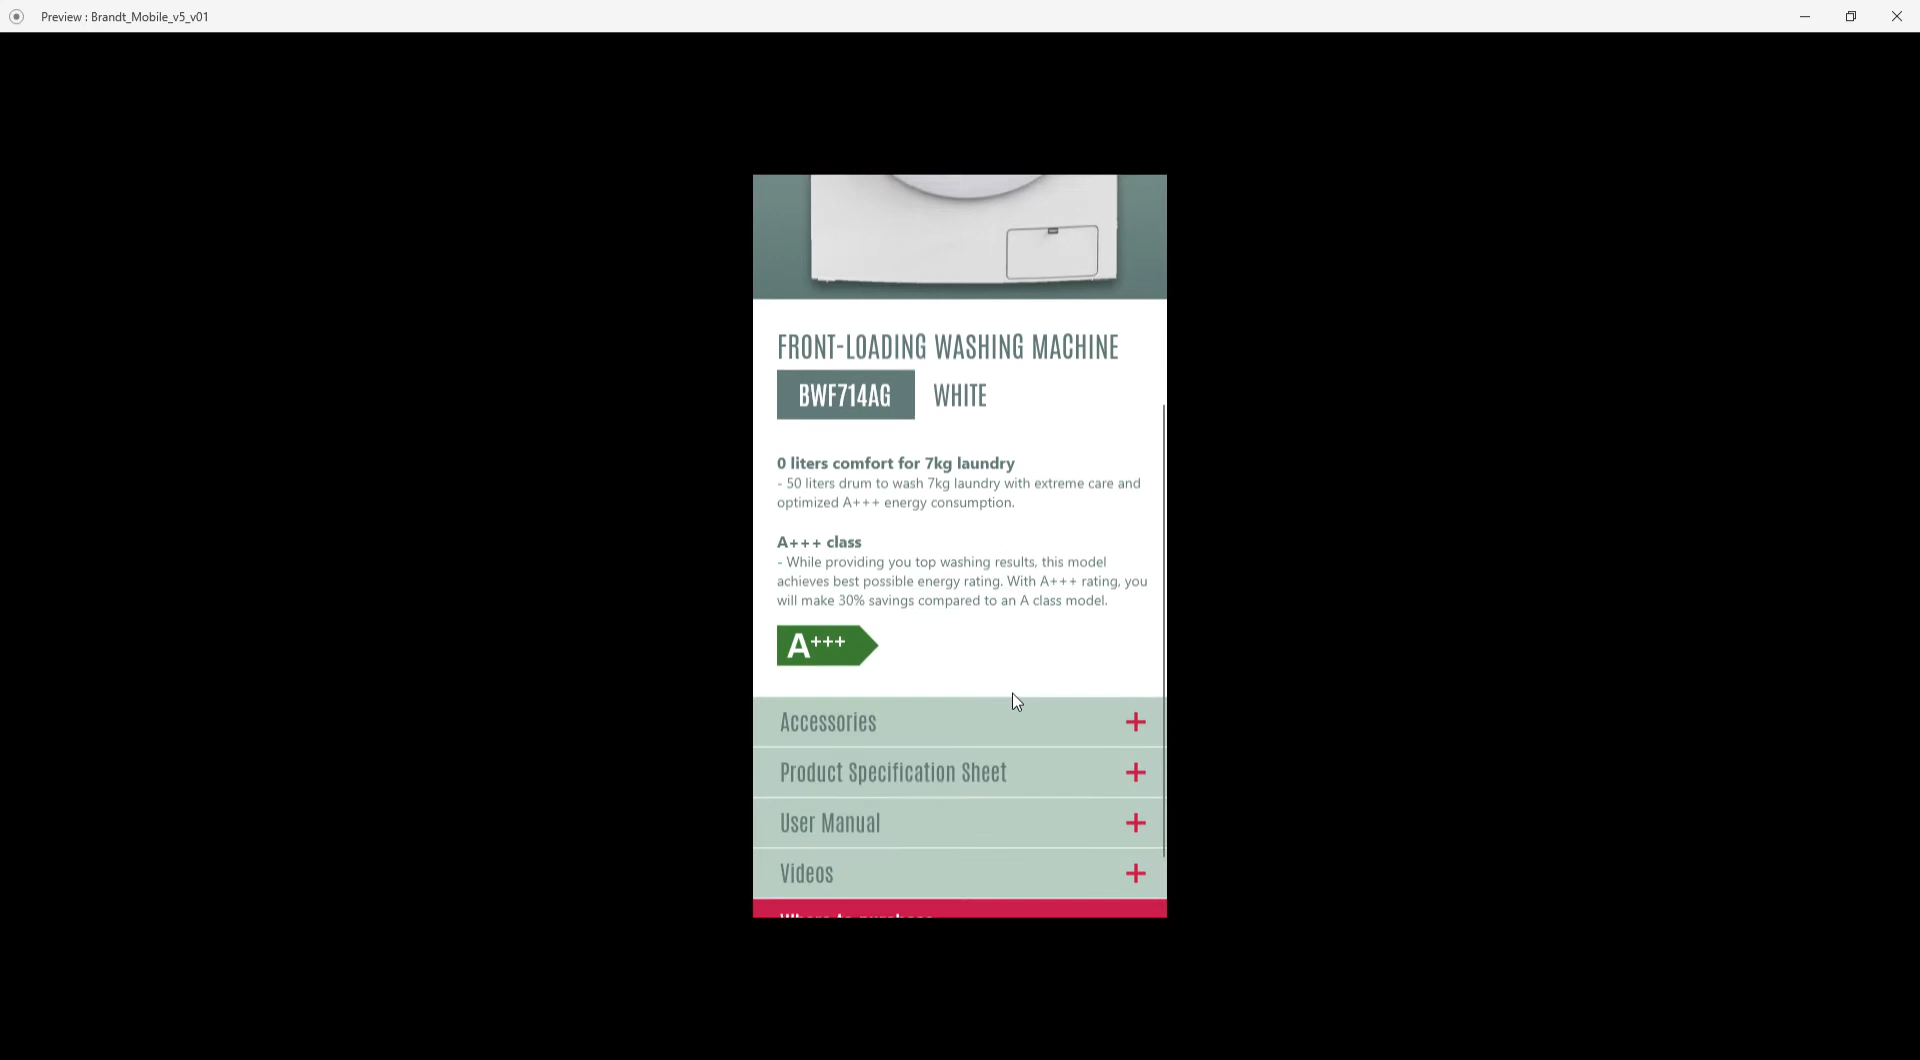 Preview : Brandt_Mobile_v5_v01
FRONT-LOADING WASHING MACHINE
BWF714AG WHITE
0 liters comfort for 7kg laundry
- 50 liters drum to wash 7kg laundry with extreme care and
optimized A+++ energy consumption.
A+++ class
- While providing you top washing results, this model
achieves best possible energy rating. With A+++ rating, you
will make 30% savings compared to an A class model.
A+++
Accessories +
Product Specification Sheet +
User Manual +
Videos +
Where to purchase